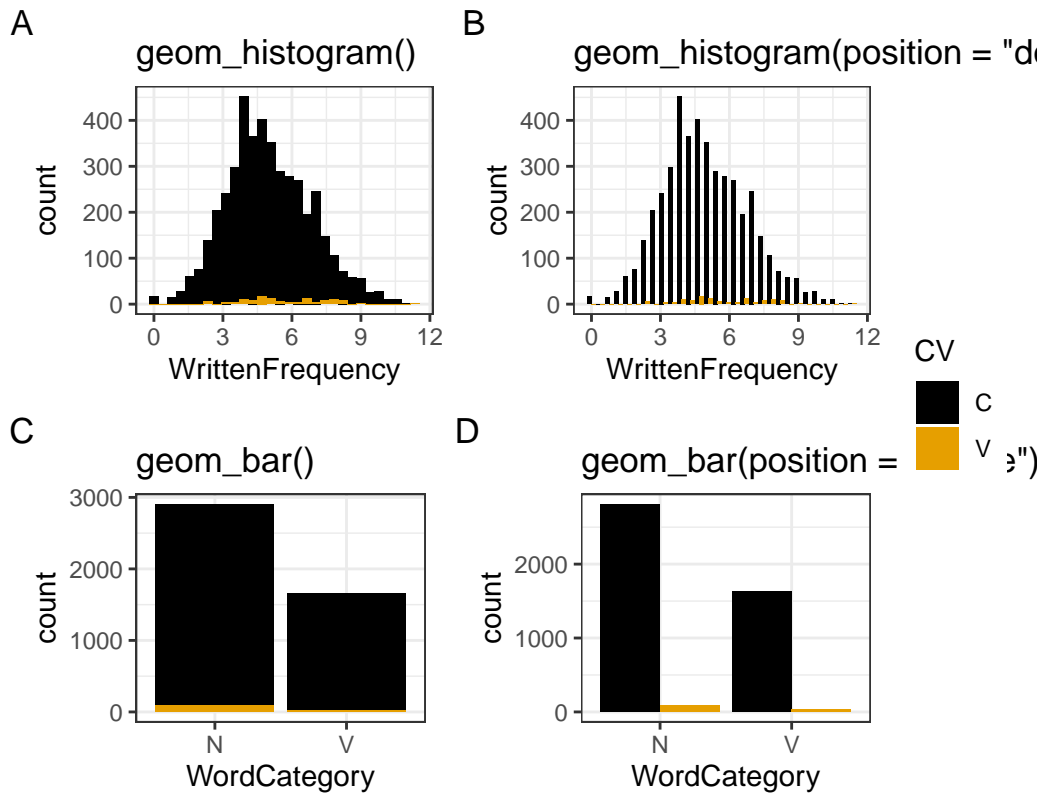 A
geom_histogram()
count
400
300
200
100
0
0 3 6 9 12
WrittenFrequency
B
geom_histogram(position = "do
count
400
300
200
100
0
0 3 6 9 12
WrittenFrequency
CV
C
V
C
geom_bar()
count
3000
2000
1000
0
N V
WordCategory
D
geom_bar(position = e")
count
2000
1000
0
N V
WordCategory